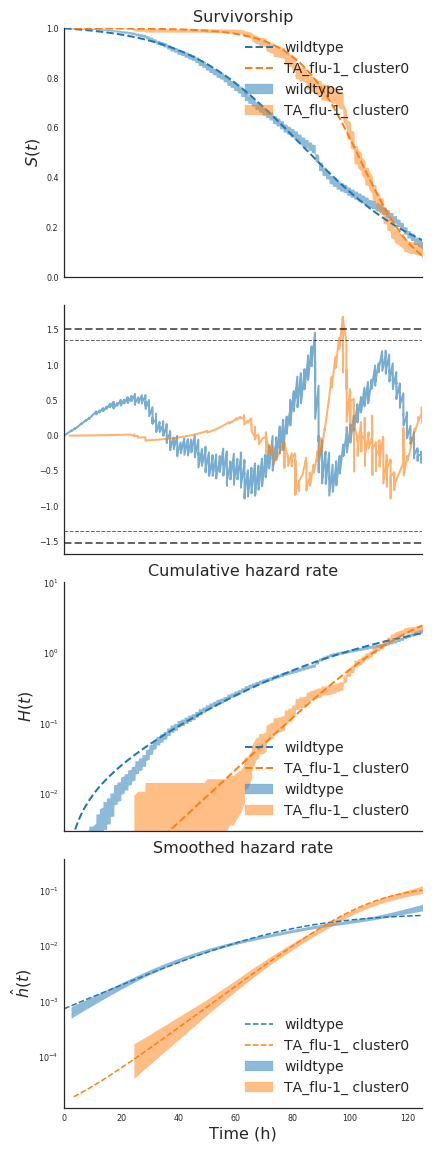 Survivorship
1.0
0.8
0.6
0.4
0.2
0.0
S(t)
wildtype
TA_flu-1_ cluster0
wildtype
TA_flu-1_ cluster0
1.5
1.0
0.5
0.0
−0.5
−1.0
−1.5
Cumulative hazard rate
10¹
10⁰
10⁻¹
10⁻²
H(t)
wildtype
TA_flu-1_ cluster0
wildtype
TA_flu-1_ cluster0
Smoothed hazard rate
10⁻¹
10⁻²
10⁻³
10⁻⁴
ĥ(t)
wildtype
TA_flu-1_ cluster0
wildtype
TA_flu-1_ cluster0
0 20 40 60 80 100 120
Time (h)